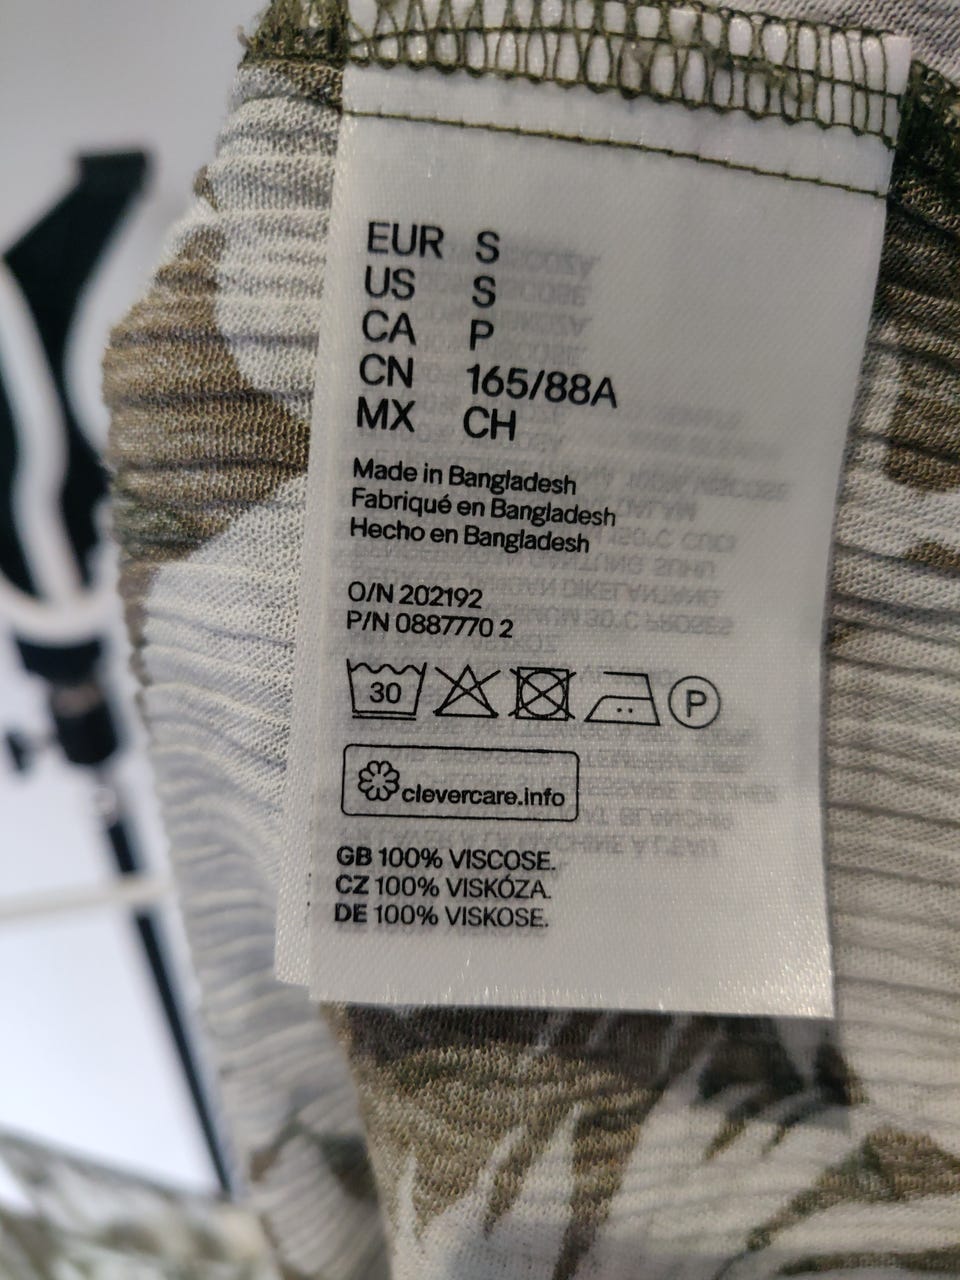 EUR S
US S
CA P
CN 165/88A
MX CH
Made in Bangladesh
Fabriqué en Bangladesh
Hecho en Bangladesh
O/N 202192
P/N 0887770 2
30
P
clevercare.info
GB 100% VISCOSE.
CZ 100% VISKÓZA.
DE 100% VISKOSE.